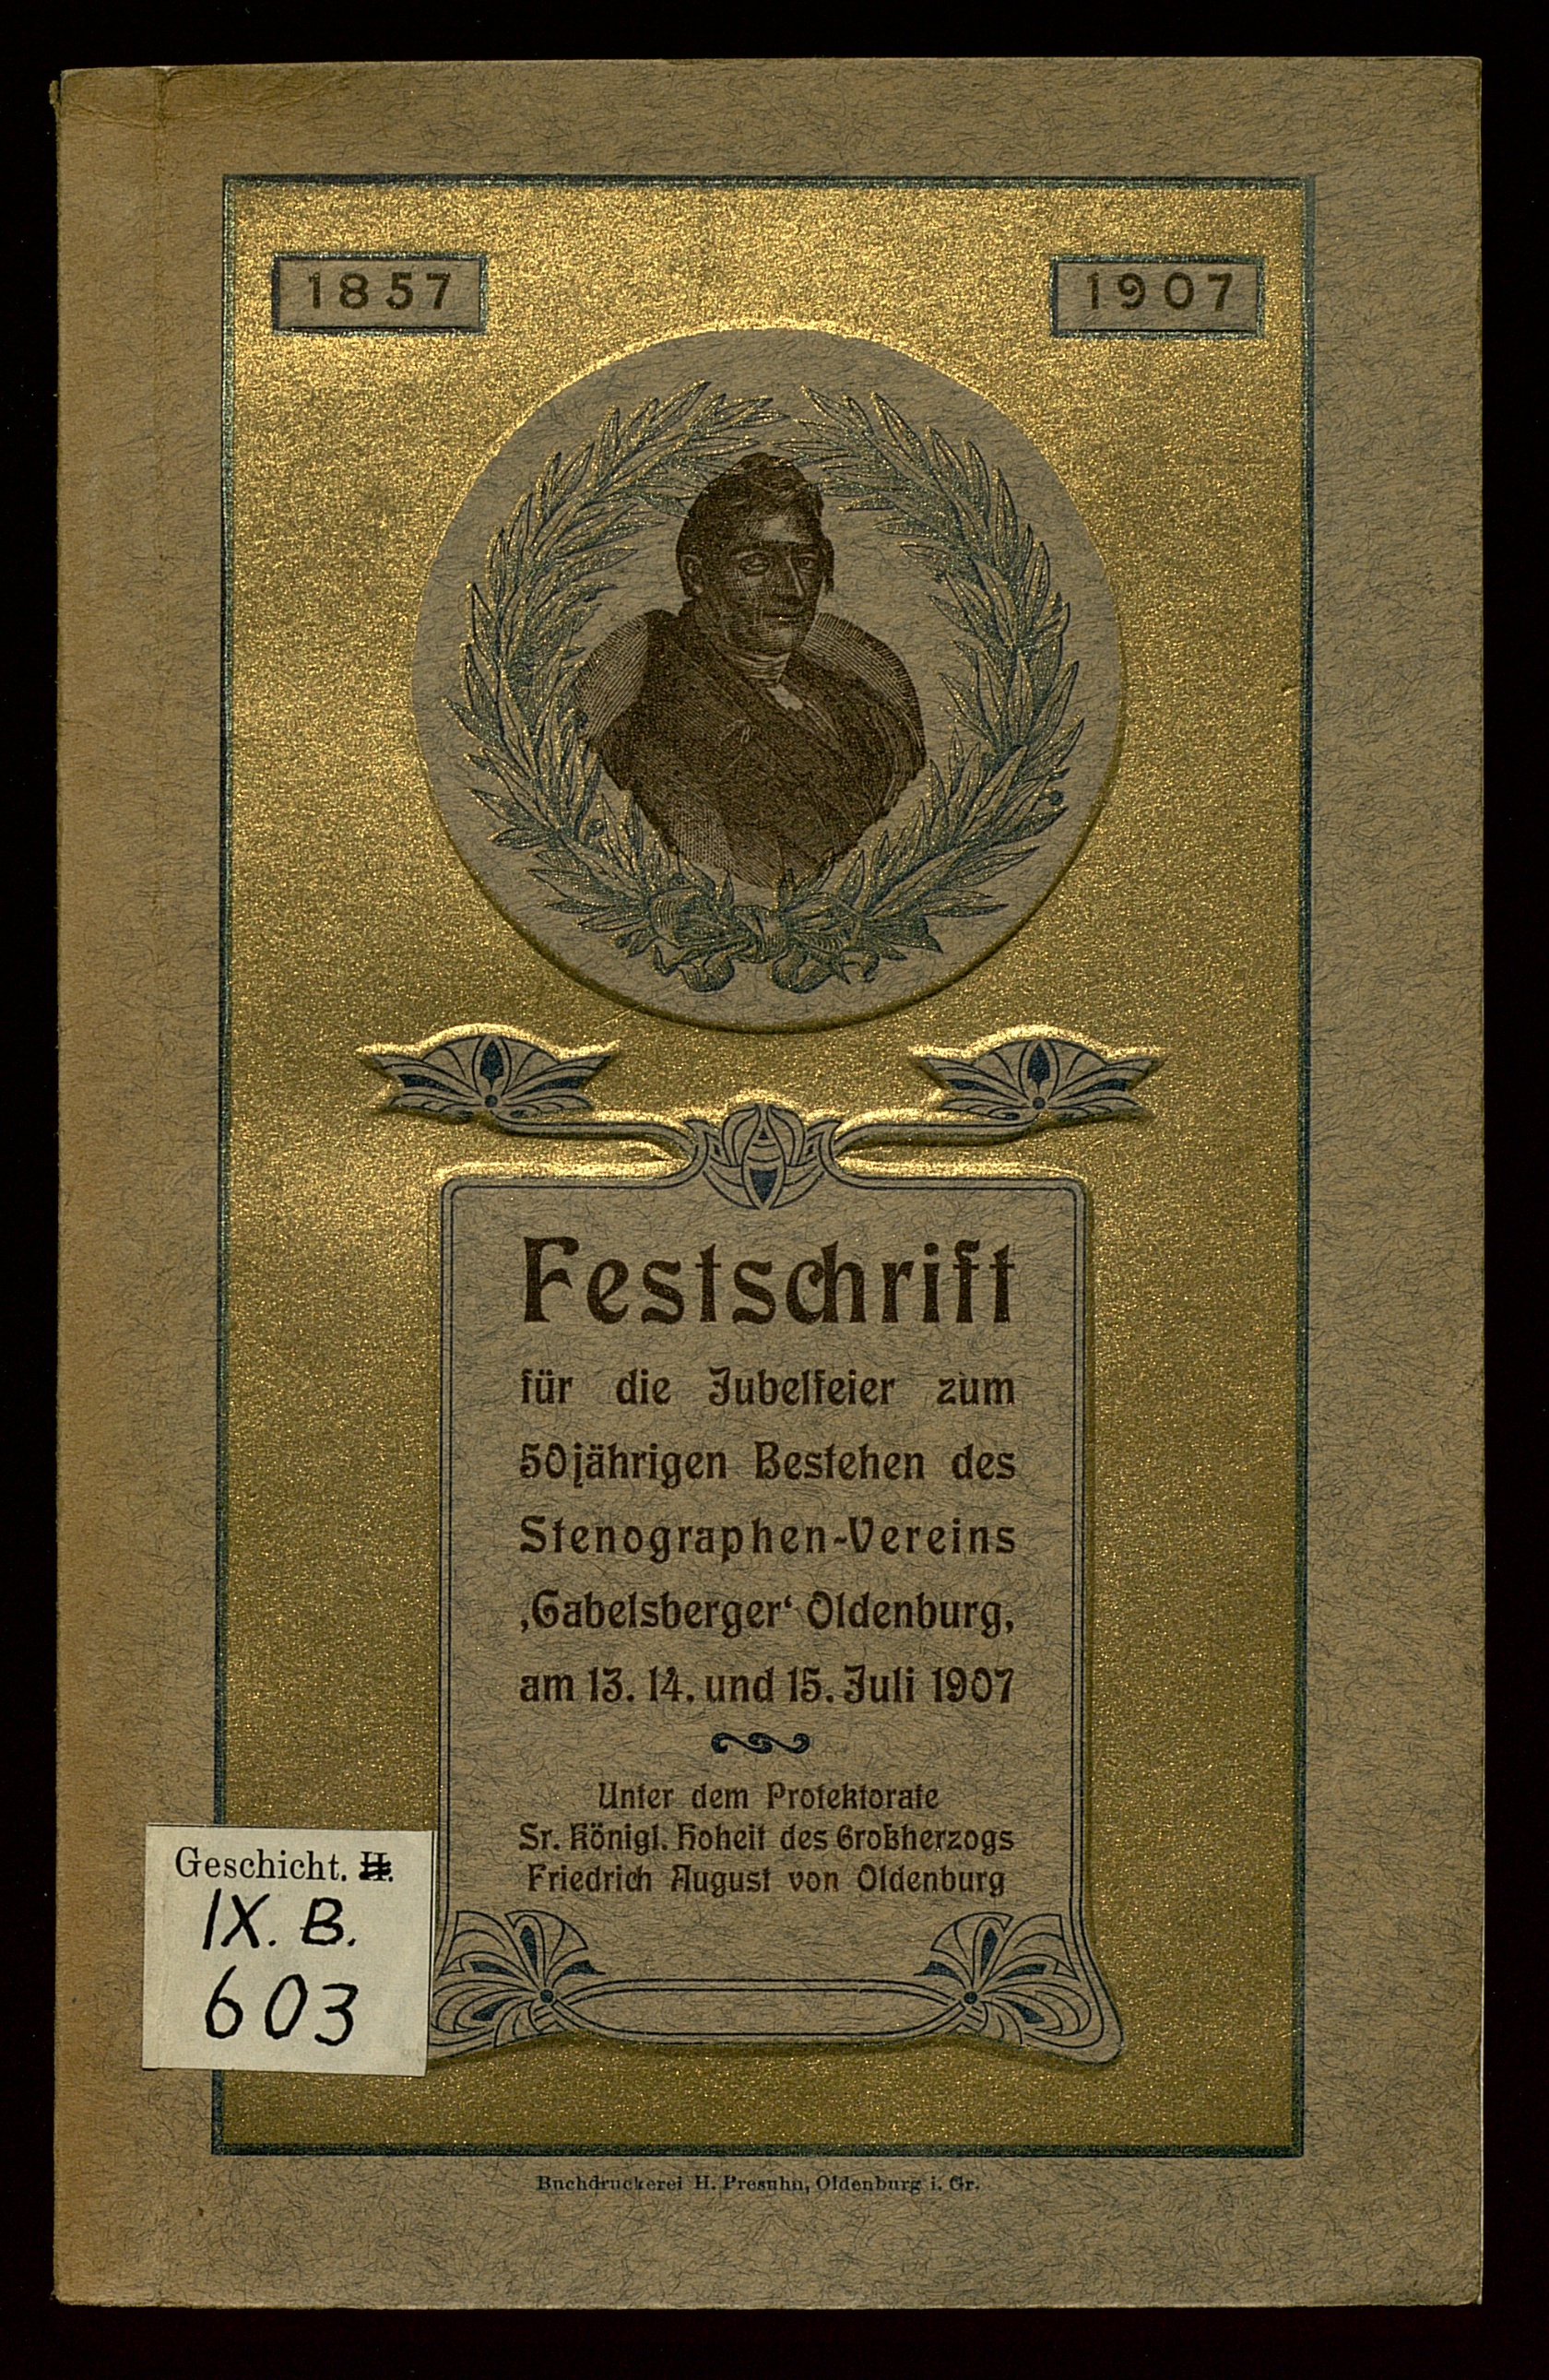 1857
1907
Festschrift
für die Jubelfeier zum
50jährigen Bestehen des
Stenographen-Vereins
‚Gabelsberger‘ Oldenburg,
am 13. 14. und 15. Juli 1907
Unter dem Protektorate
Sr. Königl. Hoheit des Großherzogs
Friedrich August von Oldenburg
Geschicht. II.
IX. B.
603
Buchdruckerei H. Presuhn, Oldenburg i. Gr.